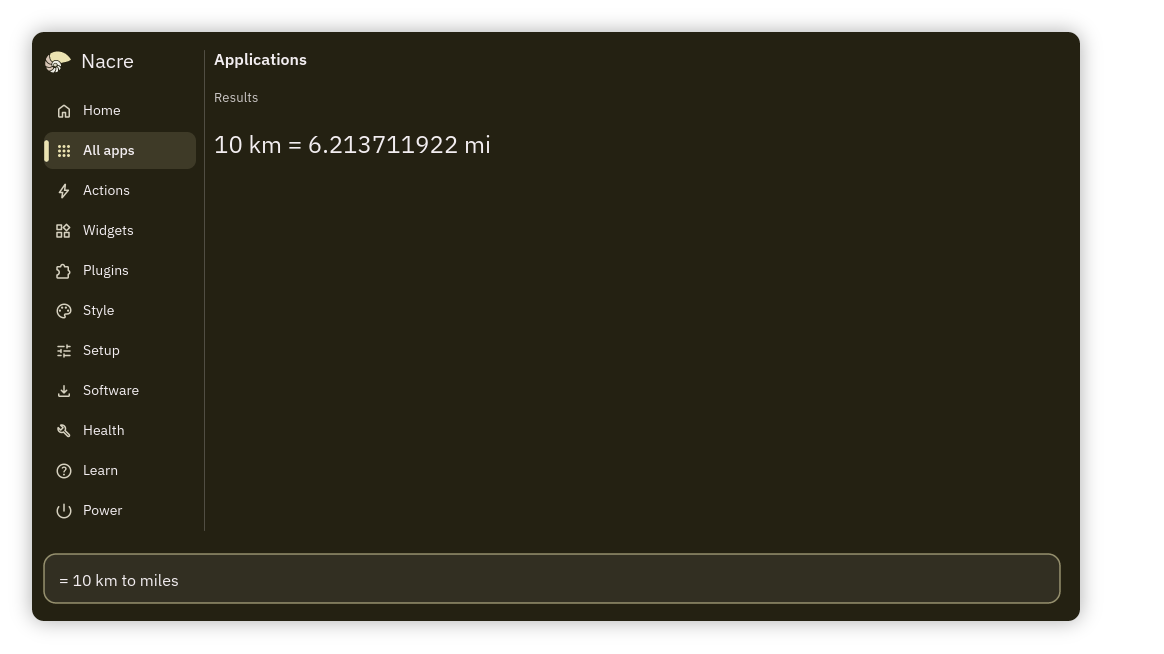 Nacre
Home
All apps
Actions
Widgets
Plugins
Style
Setup
Software
Health
Learn
Power
Applications
Results
10 km = 6.213711922 mi
= 10 km to miles